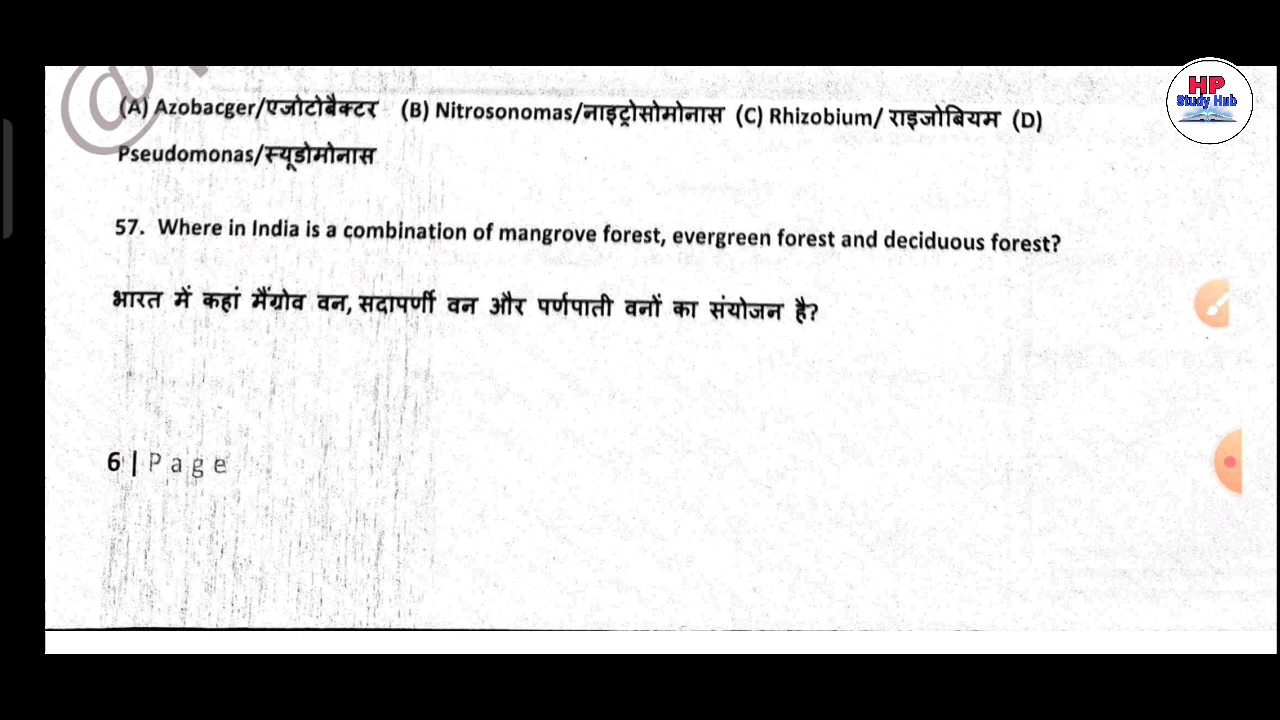 (A) Azobacger/एजोटोबैक्टर (B) Nitrosonomas/नाइट्रोसोमोनास (C) Rhizobium/ राइजोबियम (D)
Pseudomonas/स्यूडोमोनास
HP
Study Hub
57. Where in India is a combination of mangrove forest, evergreen forest and deciduous forest?
भारत में कहां मैंग्रोव वन, सदापर्णी वन और पर्णपाती वनों का संयोजन है?
6 | Page